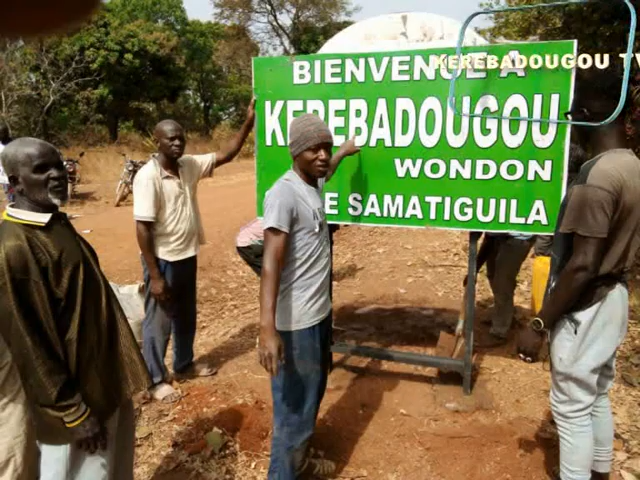 KEREBADOUGOU TV
BIENVENUE A
KEREBADOUGOU
WONDON
E SAMATIGUILA